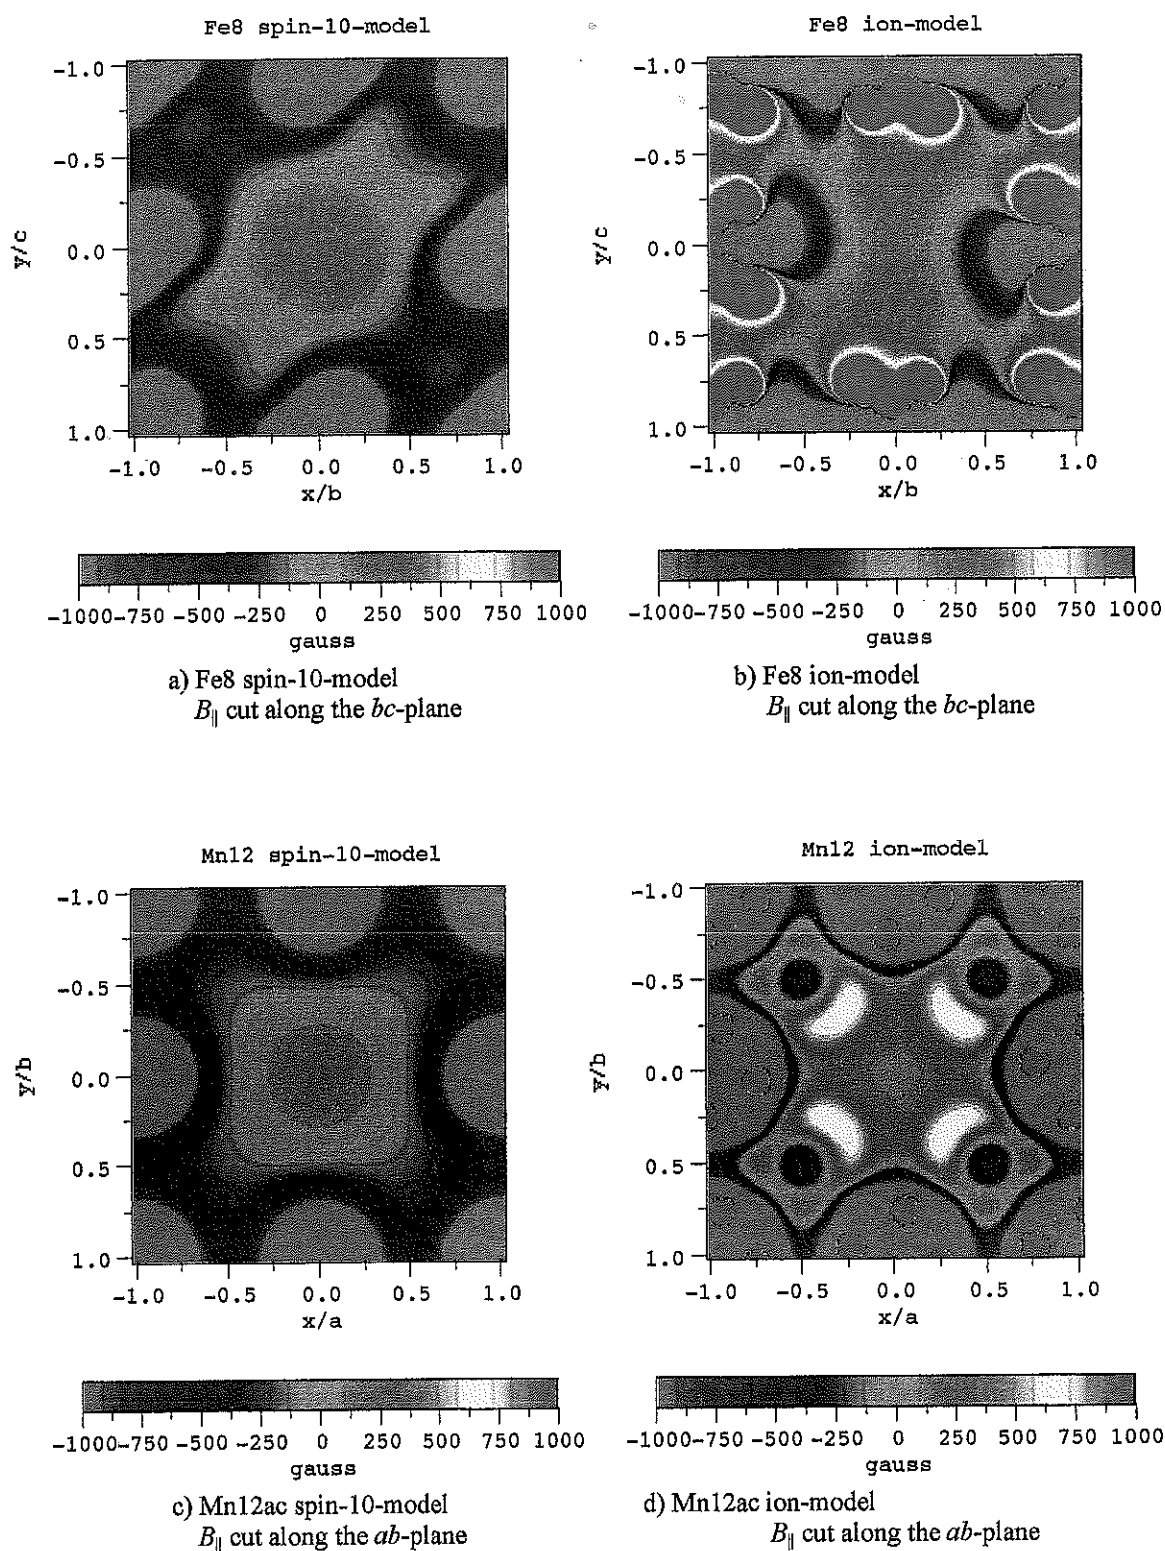 Fe8 spin-10-model
-1.0
-0.5
0.0
0.5
1.0
y/c
-1.0 -0.5 0.0 0.5 1.0
x/b
-1000-750 -500 -250 0 250 500 750 1000
gauss
a) Fe8 spin-10-model
B|| cut along the bc-plane
Fe8 ion-model
-1.0
-0.5
0.0
0.5
1.0
y/c
-1.0 -0.5 0.0 0.5 1.0
x/b
-1000-750 -500 -250 0 250 500 750 1000
gauss
b) Fe8 ion-model
B|| cut along the bc-plane
Mn12 spin-10-model
-1.0
-0.5
0.0
0.5
1.0
y/b
-1.0 -0.5 0.0 0.5 1.0
x/a
-1000-750 -500 -250 0 250 500 750 1000
gauss
c) Mn12ac spin-10-model
B|| cut along the ab-plane
Mn12 ion-model
-1.0
-0.5
0.0
0.5
1.0
y/b
-1.0 -0.5 0.0 0.5 1.0
x/a
-1000-750 -500 -250 0 250 500 750 1000
gauss
d) Mn12ac ion-model
B|| cut along the ab-plane